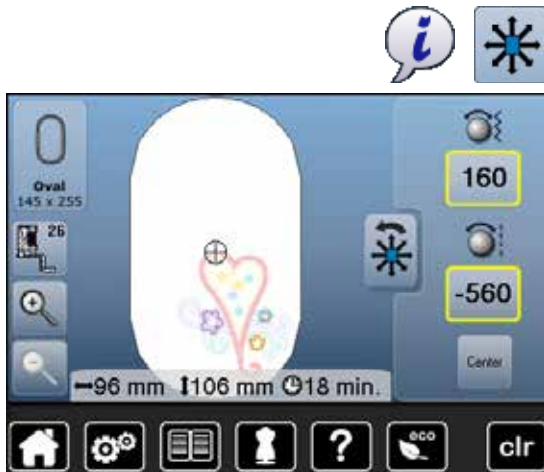 i
Oval
145 x 255
26
160
-560
Center
96 mm 106 mm 18 min.
? eco clr